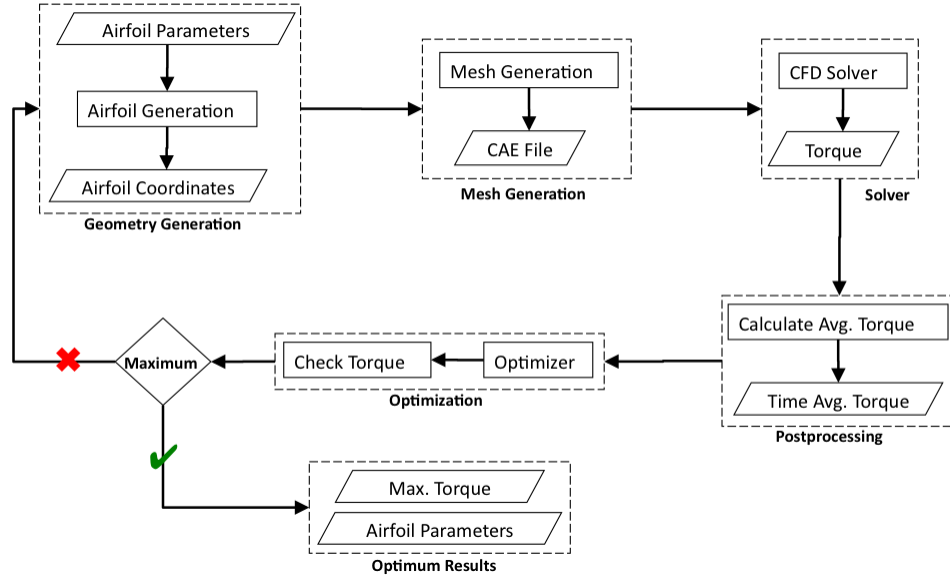 Airfoil Parameters
Airfoil Generation
Airfoil Coordinates
Geometry Generation
Mesh Generation
CAE File
Mesh Generation
CFD Solver
Torque
Solver
Calculate Avg. Torque
Time Avg. Torque
Postprocessing
Optimizer
Check Torque
Optimization
Maximum
Max. Torque
Airfoil Parameters
Optimum Results